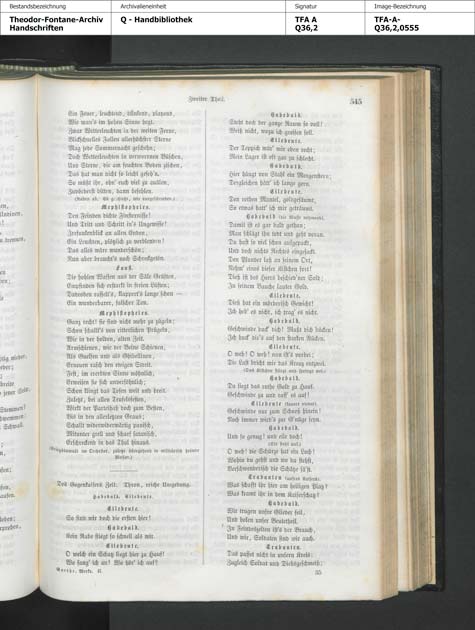 Bestandsbezeichnung
Archivalieneinheit
Signatur
Image-Bezeichnung
Theodor-Fontane-Archiv
Handschriften
Q - Handbibliothek
TFA A
Q36,2
TFA-A-
Q36,2,0555
Zweiter Theil.
545
Ein Feuer, leuchtend, blinkend, platzend,
Wie man's im hohen Sinne hegt.
Zwar Wetterleuchten in der weiten Ferne,
Blickschnelles Fallen allerhöchster Sterne
Mag jede Sommernacht geschehn;
Doch Wetterleuchten in verworrnen Büschen,
Und Sterne, die am feuchten Boden zischen,
Das hat man nicht so leicht gesehn.
So müßt ihr, ohn' euch viel zu quälen,
Zuvörderst bitten, dann befehlen.
Mephistopheles.
Den Feinden dichte Finsternisse!
Und Tritt und Schritt in's Ungewisse!
Irrfunkenblick an allen Enden,
Ein Leuchten, plötzlich zu verblenden!
Das alles wäre wunderschön;
Nun aber braucht's noch Schreckgetön.
Faust.
Die hohlen Waffen aus der Säle Grüften,
Empfinden sich erstarkt in freien Lüften;
Dadroben rasselt's, klappert's lange schon —
Ein wunderbarer, falscher Ton.
Mephistopheles.
Ganz recht! sie sind nicht mehr zu zügeln;
Schon schallt's von ritterlichen Prügeln,
Wie in der holden, alten Zeit.
Armschienen, wie der Beine Schienen,
Als Guelfen und als Ghibellinen,
Erneuen rasch den ewigen Streit.
Fest, im ererbten Sinne wöhnlich,
Erweisen sie sich unversöhnlich;
Schon klingt das Tosen weit und breit.
Zuletzt, bei allen Teufelsfesten,
Wirkt der Parteihaß doch zum Besten,
Bis in den allerletzten Graus;
Schallt widerwiderwärtig panisch,
Mitunter grell und scharf satanisch,
Erschreckend in das Thal hinaus.
(Kriegstumult im Orchester, zuletzt übergehend in militärisch heitere
Weisen.)
Des Gegenkaisers Zelt. Thron, reiche Umgebung.
Habebald. Eilebeute.
Eilebeute.
So sind wir doch die ersten hier!
Habebald.
Kein Rabe fliegt so schnell als wir.
Eilebeute.
O welch ein Schatz liegt hier zu Hauf!
Wo fang' ich an! Wo hör' ich auf?
Goethe, Werke. II.
Habebald.
Steht doch der ganze Raum so voll!
Weiß nicht, wozu ich greifen soll.
Eilebeute.
Der Teppich wär' mir eben recht;
Mein Lager ist oft gar zu schlecht.
Habebald.
Hier hängt von Stahl ein Morgenstern;
Dergleichen hätt' ich lange gern.
Eilebeute.
Den rothen Mantel, goldgesäumt,
So etwas hatt' ich mir geträumt.
Habebald (die Waffe nehmend).
Damit ist es gar bald gethan;
Man schlägt ihn todt und geht voran.
Du hast so viel schon aufgepackt,
Und doch nichts Rechtes eingesackt.
Den Plunder laß an seinem Ort,
Nehm' eines dieser Kistchen fort!
Dieß ist des Heers beschiedner Sold;
In seinem Bauche lauter Gold.
Eilebeute.
Dieß hat ein mörderisch Gewicht!
Ich heb' es nicht, ich trag' es nicht.
Habebald.
Geschwinde duck' dich! Mußt dich bücken!
Ich hucke dir's auf den starken Rücken.
Eilebeute.
O weh! O weh! nun ist's vorbei;
Die Last bricht mir das Kreuz entzwei.
(Das Kistchen stürzt und springt auf.)
Habebald.
Da liegt das rothe Gold zu Hauf.
Geschwinde zu und raff' es auf!
Eilebeute (kauert nieder).
Geschwinde nur zum Schooß hinein!
Noch immer wird's zur Gnüge seyn.
Habebald.
Und so genug! und eile doch!
(Sie steht auf.)
O weh! die Schürze hat ein Loch!
Wohin du gehst und wo du stehst,
Verschwenderisch die Schätze sä'st.
Trabanten (unsres Kaisers).
Was schafft ihr hier am heiligen Platz?
Was kramt ihr in dem Kaiserschatz?
Habebald.
Wir trugen unsre Glieder feil,
Und holen unser Beutetheil.
In Feindeszelten ist's der Brauch,
Und wir, Soldaten sind wir auch.
Trabanten.
Das passet nicht in unsern Kreis:
Zugleich Soldat und Diebsgeschmeiß;
35